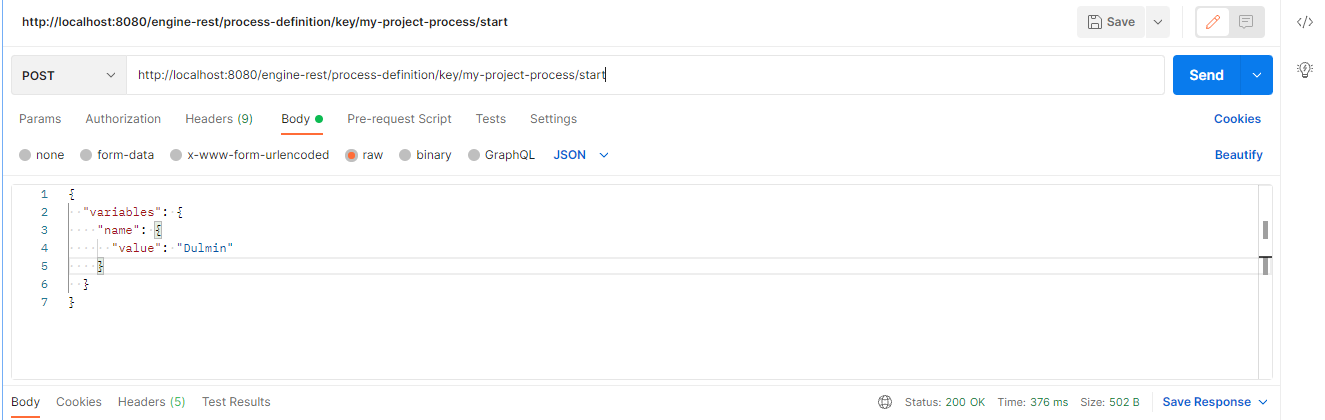 http://localhost:8080/engine-rest/process-definition/key/my-project-process/start Save
POST http://localhost:8080/engine-rest/process-definition/key/my-project-process/start Send
Params Authorization Headers (9) Body Pre-request Script Tests Settings Cookies
none form-data x-www-form-urlencoded raw binary GraphQL JSON Beautify
1 {
2 "variables": {
3 "name": {
4 "value": "Dulmin"
5 }
6 }
7 }
Body Cookies Headers (5) Test Results Status: 200 OK Time: 376 ms Size: 502 B Save Response